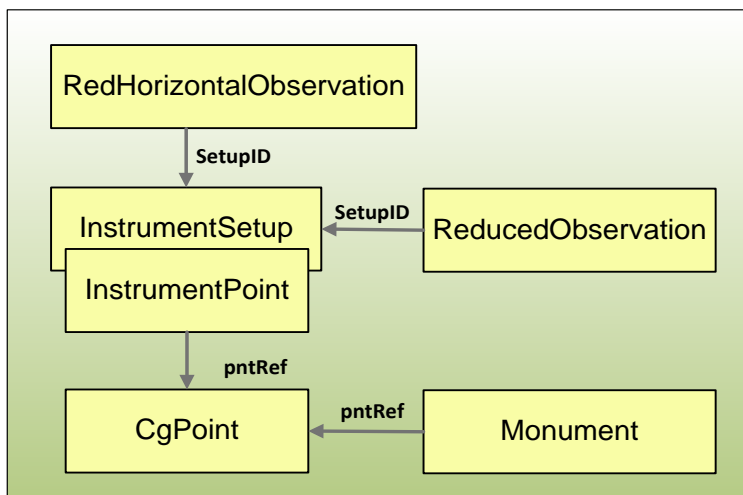 RedHorizontalObservation
SetupID
InstrumentSetup
SetupID
ReducedObservation
InstrumentPoint
pntRef
CgPoint
pntRef
Monument